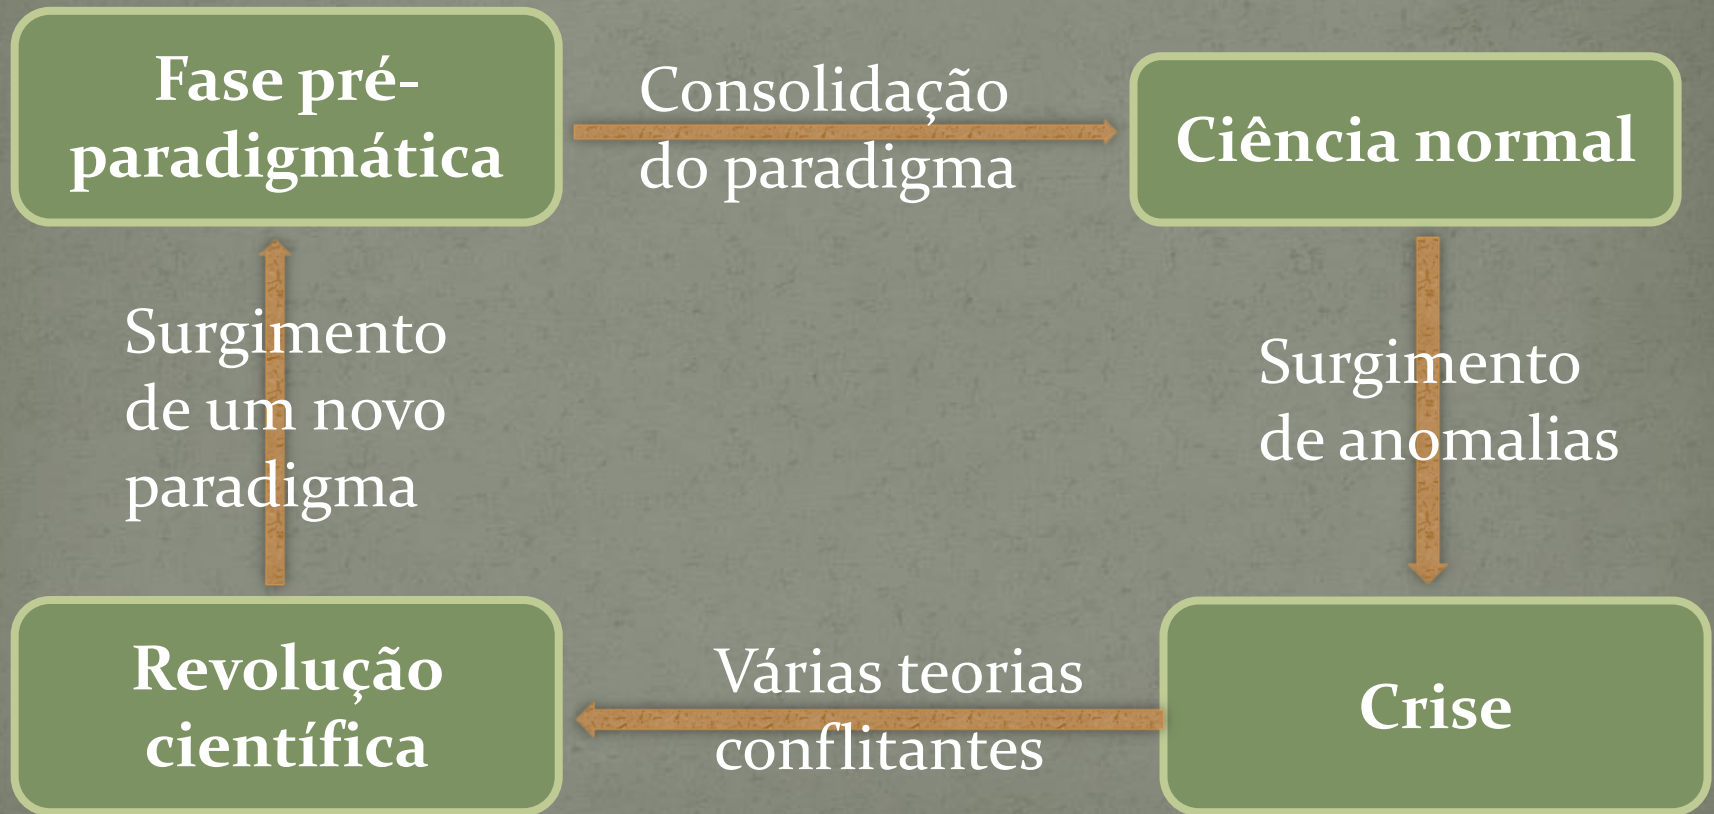 Fase pré-
paradigmática
Consolidação
do paradigma
Ciência normal
Surgimento
de um novo
paradigma
Surgimento
de anomalias
Revolução
científica
Várias teorias
conflitantes
Crise